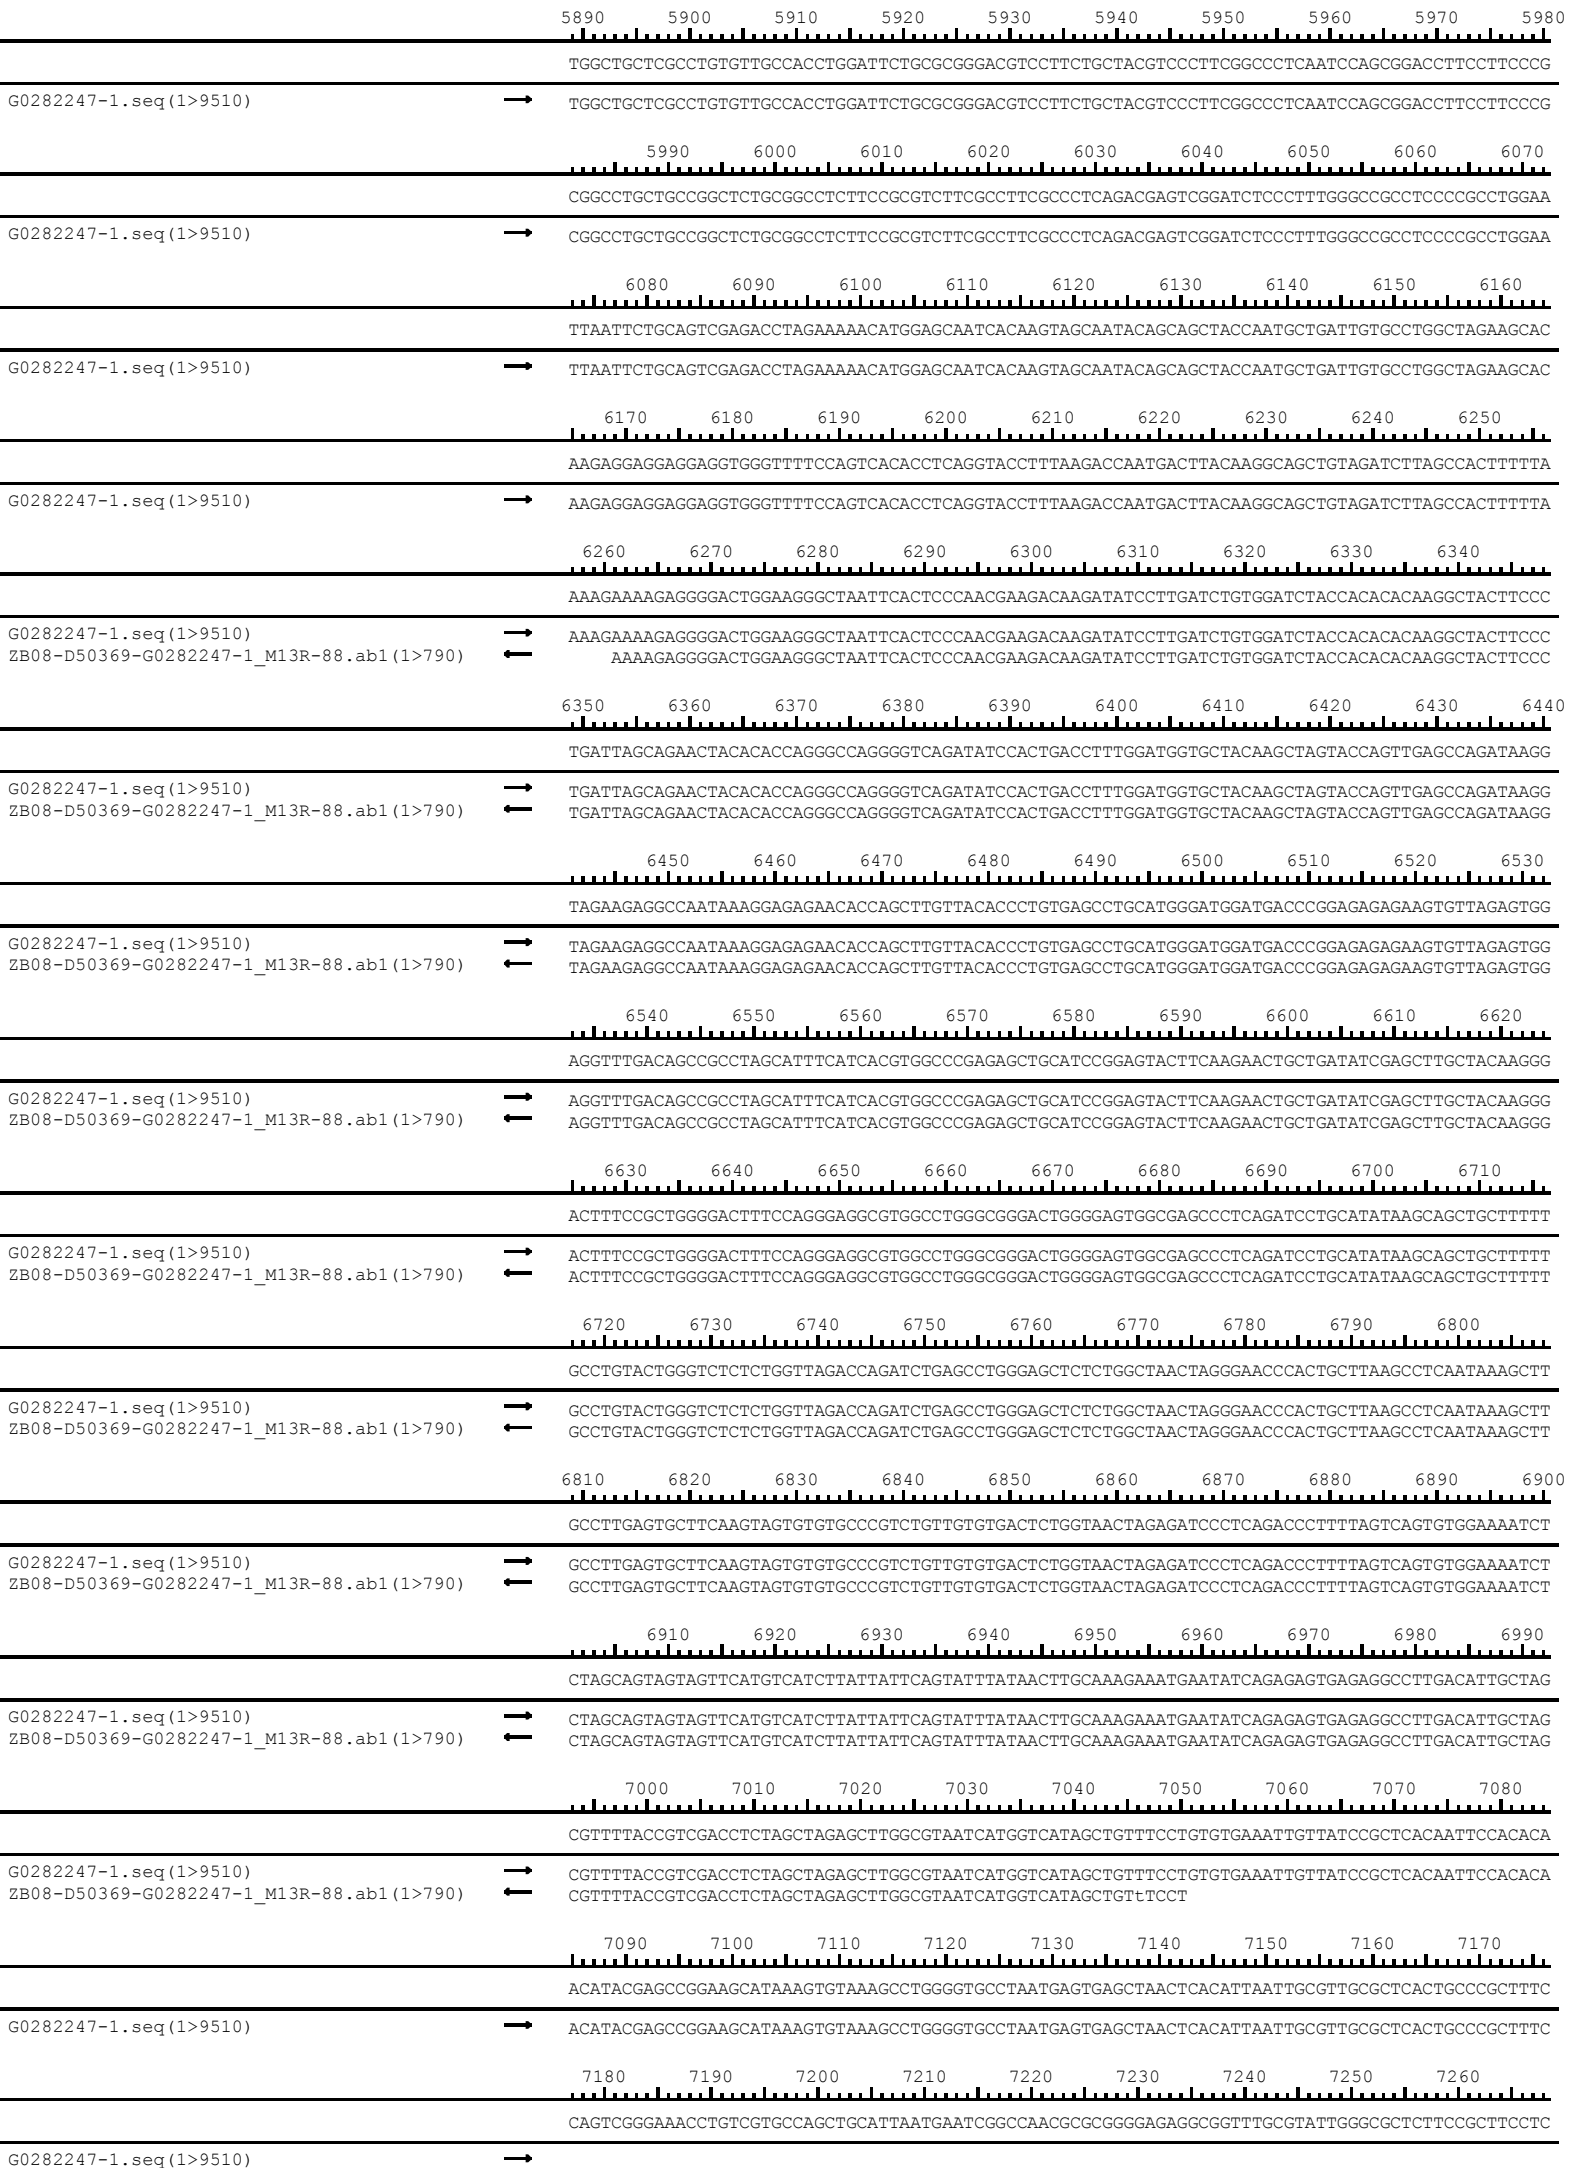 5890 5900 5910 5920 5930 5940 5950 5960 5970 5980
TGGCTGCTCGCCTGTGTTGCCACCTGGATTCTGCGCGGGACGTCCTTCTGCTACGTCCCTTCGGCCCTCAATCCAGCGGACCTTCCTTCCCG
G0282247-1.seq(1>9510) → TGGCTGCTCGCCTGTGTTGCCACCTGGATTCTGCGCGGGACGTCCTTCTGCTACGTCCCTTCGGCCCTCAATCCAGCGGACCTTCCTTCCCG
5990 6000 6010 6020 6030 6040 6050 6060 6070
CGGCCTGCTGCCGGCTCTGCGGCCTCTTCCGCGTCTTCGCCTTCGCCCTCAGACGAGTCGGATCTCCCTTTGGGCCGCCTCCCCGCCTGGAA
G0282247-1.seq(1>9510) → CGGCCTGCTGCCGGCTCTGCGGCCTCTTCCGCGTCTTCGCCTTCGCCCTCAGACGAGTCGGATCTCCCTTTGGGCCGCCTCCCCGCCTGGAA
6080 6090 6100 6110 6120 6130 6140 6150 6160
TTAATTCTGCAGTCGAGACCTAGAAAAACATGGAGCAATCACAAGTAGCAATACAGCAGCTACCAATGCTGATTGTGCCTGGCTAGAAGCAC
G0282247-1.seq(1>9510) → TTAATTCTGCAGTCGAGACCTAGAAAAACATGGAGCAATCACAAGTAGCAATACAGCAGCTACCAATGCTGATTGTGCCTGGCTAGAAGCAC
6170 6180 6190 6200 6210 6220 6230 6240 6250
AAGAGGAGGAGGAGGTGGGTTTTCCAGTCACACCTCAGGTACCTTTAAGACCAATGACTTACAAGGCAGCTGTAGATCTTAGCCACTTTTTA
G0282247-1.seq(1>9510) → AAGAGGAGGAGGAGGTGGGTTTTCCAGTCACACCTCAGGTACCTTTAAGACCAATGACTTACAAGGCAGCTGTAGATCTTAGCCACTTTTTA
6260 6270 6280 6290 6300 6310 6320 6330 6340
AAAGAAAAGAGGGGACTGGAAGGGCTAATTCACTCCCAACGAAGACAAGATATCCTTGATCTGTGGATCTACCACACACAAGGCTACTTCCC
G0282247-1.seq(1>9510) → AAAGAAAAGAGGGGACTGGAAGGGCTAATTCACTCCCAACGAAGACAAGATATCCTTGATCTGTGGATCTACCACACACAAGGCTACTTCCC
ZB08-D50369-G0282247-1_M13R-88.ab1(1>790) ← AAAAGAGGGGACTGGAAGGGCTAATTCACTCCCAACGAAGACAAGATATCCTTGATCTGTGGATCTACCACACACAAGGCTACTTCCC
6350 6360 6370 6380 6390 6400 6410 6420 6430 6440
TGATTAGCAGAACTACACACCAGGGCCAGGGGTCAGATATCCACTGACCTTTGGATGGTGCTACAAGCTAGTACCAGTTGAGCCAGATAAGG
G0282247-1.seq(1>9510) → TGATTAGCAGAACTACACACCAGGGCCAGGGGTCAGATATCCACTGACCTTTGGATGGTGCTACAAGCTAGTACCAGTTGAGCCAGATAAGG
ZB08-D50369-G0282247-1_M13R-88.ab1(1>790) ← TGATTAGCAGAACTACACACCAGGGCCAGGGGTCAGATATCCACTGACCTTTGGATGGTGCTACAAGCTAGTACCAGTTGAGCCAGATAAGG
6450 6460 6470 6480 6490 6500 6510 6520 6530
TAGAAGAGGCCAATAAAGGAGAGAACACCAGCTTGTTACACCCTGTGAGCCTGCATGGGATGGATGACCCGGAGAGAGAAGTGTTAGAGTGG
G0282247-1.seq(1>9510) → TAGAAGAGGCCAATAAAGGAGAGAACACCAGCTTGTTACACCCTGTGAGCCTGCATGGGATGGATGACCCGGAGAGAGAAGTGTTAGAGTGG
ZB08-D50369-G0282247-1_M13R-88.ab1(1>790) ← TAGAAGAGGCCAATAAAGGAGAGAACACCAGCTTGTTACACCCTGTGAGCCTGCATGGGATGGATGACCCGGAGAGAGAAGTGTTAGAGTGG
6540 6550 6560 6570 6580 6590 6600 6610 6620
AGGTTTGACAGCCGCCTAGCATTTCATCACGTGGCCCGAGAGCTGCATCCGGAGTACTTCAAGAACTGCTGATATCGAGCTTGCTACAAGGG
G0282247-1.seq(1>9510) → AGGTTTGACAGCCGCCTAGCATTTCATCACGTGGCCCGAGAGCTGCATCCGGAGTACTTCAAGAACTGCTGATATCGAGCTTGCTACAAGGG
ZB08-D50369-G0282247-1_M13R-88.ab1(1>790) ← AGGTTTGACAGCCGCCTAGCATTTCATCACGTGGCCCGAGAGCTGCATCCGGAGTACTTCAAGAACTGCTGATATCGAGCTTGCTACAAGGG
6630 6640 6650 6660 6670 6680 6690 6700 6710
ACTTTCCGCTGGGGACTTTCCAGGGAGGCGTGGCCTGGGCGGGACTGGGGAGTGGCGAGCCCTCAGATCCTGCATATAAGCAGCTGCTTTTT
G0282247-1.seq(1>9510) → ACTTTCCGCTGGGGACTTTCCAGGGAGGCGTGGCCTGGGCGGGACTGGGGAGTGGCGAGCCCTCAGATCCTGCATATAAGCAGCTGCTTTTT
ZB08-D50369-G0282247-1_M13R-88.ab1(1>790) ← ACTTTCCGCTGGGGACTTTCCAGGGAGGCGTGGCCTGGGCGGGACTGGGGAGTGGCGAGCCCTCAGATCCTGCATATAAGCAGCTGCTTTTT
6720 6730 6740 6750 6760 6770 6780 6790 6800
GCCTGTACTGGGTCTCTCTGGTTAGACCAGATCTGAGCCTGGGAGCTCTCTGGCTAACTAGGGAACCCACTGCTTAAGCCTCAATAAAGCTT
G0282247-1.seq(1>9510) → GCCTGTACTGGGTCTCTCTGGTTAGACCAGATCTGAGCCTGGGAGCTCTCTGGCTAACTAGGGAACCCACTGCTTAAGCCTCAATAAAGCTT
ZB08-D50369-G0282247-1_M13R-88.ab1(1>790) ← GCCTGTACTGGGTCTCTCTGGTTAGACCAGATCTGAGCCTGGGAGCTCTCTGGCTAACTAGGGAACCCACTGCTTAAGCCTCAATAAAGCTT
6810 6820 6830 6840 6850 6860 6870 6880 6890 6900
GCCTTGAGTGCTTCAAGTAGTGTGTGCCCGTCTGTTGTGTGACTCTGGTAACTAGAGATCCCTCAGACCCTTTTAGTCAGTGTGGAAAATCT
G0282247-1.seq(1>9510) → GCCTTGAGTGCTTCAAGTAGTGTGTGCCCGTCTGTTGTGTGACTCTGGTAACTAGAGATCCCTCAGACCCTTTTAGTCAGTGTGGAAAATCT
ZB08-D50369-G0282247-1_M13R-88.ab1(1>790) ← GCCTTGAGTGCTTCAAGTAGTGTGTGCCCGTCTGTTGTGTGACTCTGGTAACTAGAGATCCCTCAGACCCTTTTAGTCAGTGTGGAAAATCT
6910 6920 6930 6940 6950 6960 6970 6980 6990
CTAGCAGTAGTAGTTCATGTCATCTTATTATTCAGTATTTATAACTTGCAAAGAAATGAATATCAGAGAGTGAGAGGCCTTGACATTGCTAG
G0282247-1.seq(1>9510) → CTAGCAGTAGTAGTTCATGTCATCTTATTATTCAGTATTTATAACTTGCAAAGAAATGAATATCAGAGAGTGAGAGGCCTTGACATTGCTAG
ZB08-D50369-G0282247-1_M13R-88.ab1(1>790) ← CTAGCAGTAGTAGTTCATGTCATCTTATTATTCAGTATTTATAACTTGCAAAGAAATGAATATCAGAGAGTGAGAGGCCTTGACATTGCTAG
7000 7010 7020 7030 7040 7050 7060 7070 7080
CGTTTTACCGTCGACCTCTAGCTAGAGCTTGGCGTAATCATGGTCATAGCTGTTTCCTGTGTGAAATTGTTATCCGCTCACAATTCCACACA
G0282247-1.seq(1>9510) → CGTTTTACCGTCGACCTCTAGCTAGAGCTTGGCGTAATCATGGTCATAGCTGTTTCCTGTGTGAAATTGTTATCCGCTCACAATTCCACACA
ZB08-D50369-G0282247-1_M13R-88.ab1(1>790) ← CGTTTTACCGTCGACCTCTAGCTAGAGCTTGGCGTAATCATGGTCATAGCTGTtTCCT
7090 7100 7110 7120 7130 7140 7150 7160 7170
ACATACGAGCCGGAAGCATAAAGTGTAAAGCCTGGGGTGCCTAATGAGTGAGCTAACTCACATTAATTGCGTTGCGCTCACTGCCCGCTTTC
G0282247-1.seq(1>9510) → ACATACGAGCCGGAAGCATAAAGTGTAAAGCCTGGGGTGCCTAATGAGTGAGCTAACTCACATTAATTGCGTTGCGCTCACTGCCCGCTTTC
7180 7190 7200 7210 7220 7230 7240 7250 7260
CAGTCGGGAAACCTGTCGTGCCAGCTGCATTAATGAATCGGCCAACGCGCGGGGAGAGGCGGTTTGCGTATTGGGCGCTCTTCCGCTTCCTC
G0282247-1.seq(1>9510) →